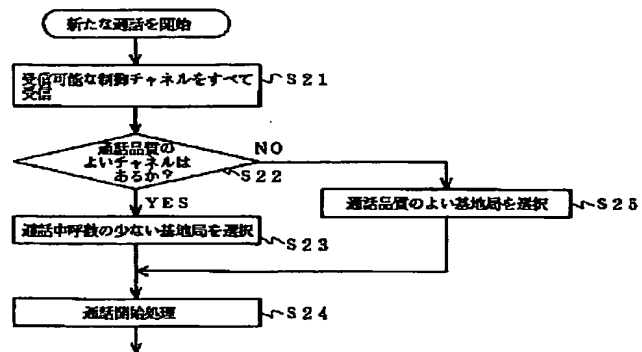 新たな通話を開始
受信可能な制御チャネルをすべて
受信
S21
通話品質の
よいチャネルは
あるか?
NO
S22
YES
通話品質のよい基地局を選択
S25
通話中呼数の少ない基地局を選択
S23
通話開始処理
S24